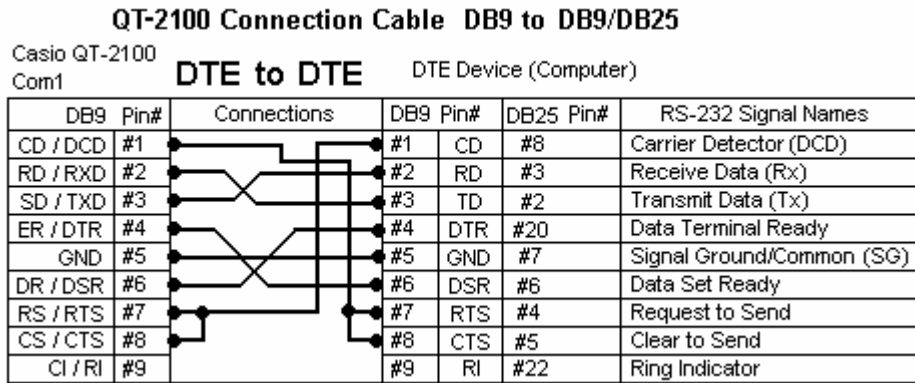 QT-2100 Connection Cable DB9 to DB9/DB25
Casio QT-2100
Com1
DTE to DTE
DTE Device (Computer)
DB9 Pin# Connections DB9 Pin# DB25 Pin# RS-232 Signal Names
CD / DCD #1 #1 CD #8 Carrier Detector (DCD)
RD / RXD #2 #2 RD #3 Receive Data (Rx)
SD / TXD #3 #3 TD #2 Transmit Data (Tx)
ER / DTR #4 #4 DTR #20 Data Terminal Ready
GND #5 #5 GND #7 Signal Ground/Common (SG)
DR / DSR #6 #6 DSR #6 Data Set Ready
RS / RTS #7 #7 RTS #4 Request to Send
CS / CTS #8 #8 CTS #5 Clear to Send
CI / RI #9 #9 RI #22 Ring Indicator